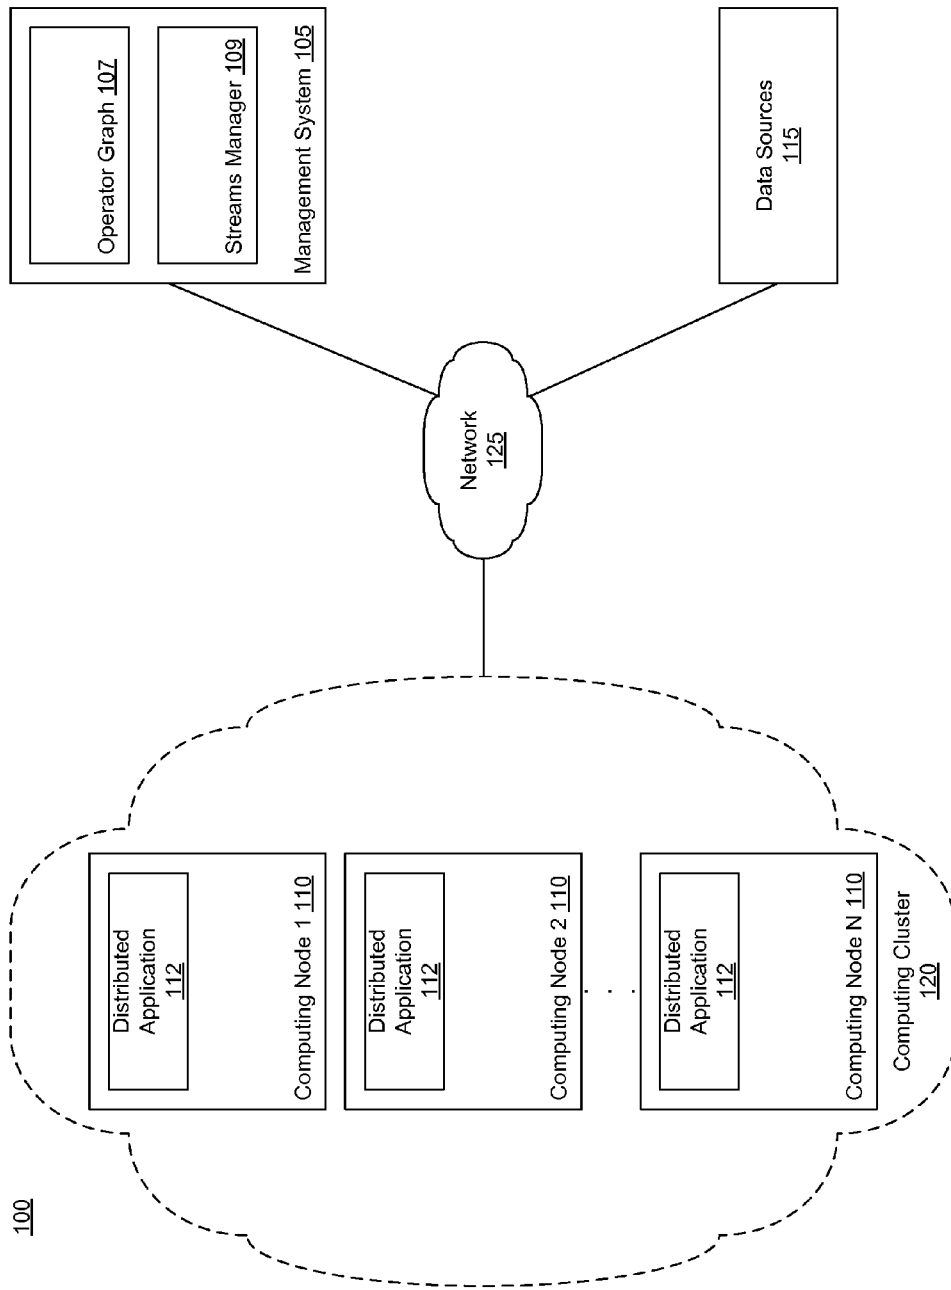 100
Distributed
Application
112
Computing Node 1 110
Distributed
Application
112
Computing Node 2 110
. . .
Distributed
Application
112
Computing Node N 110
Computing Cluster
120
Network
125
Operator Graph 107
Streams Manager 109
Management System 105
Data Sources
115